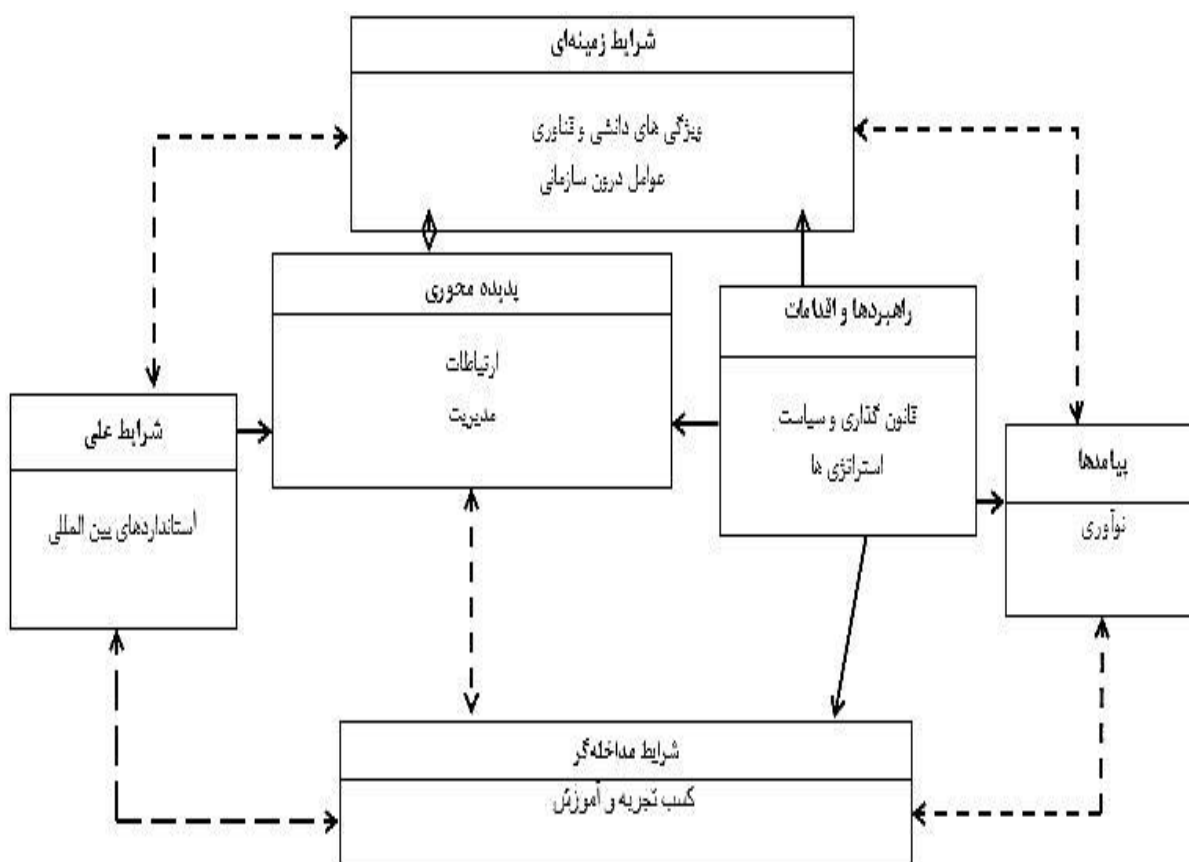 شرایط زمینه‌ای
ویژگی های دانشی و فناوری
عوامل درون سازمانی
پدیده محوری
ارتباطات
مدیریت
راهبردها و اقدامات
قانون گذاری و سیاست
استراتژی ها
شرایط علی
استانداردهای بین المللی
پیامدها
نوآوری
شرایط مداخله‌گر
کسب تجربه و آموزش